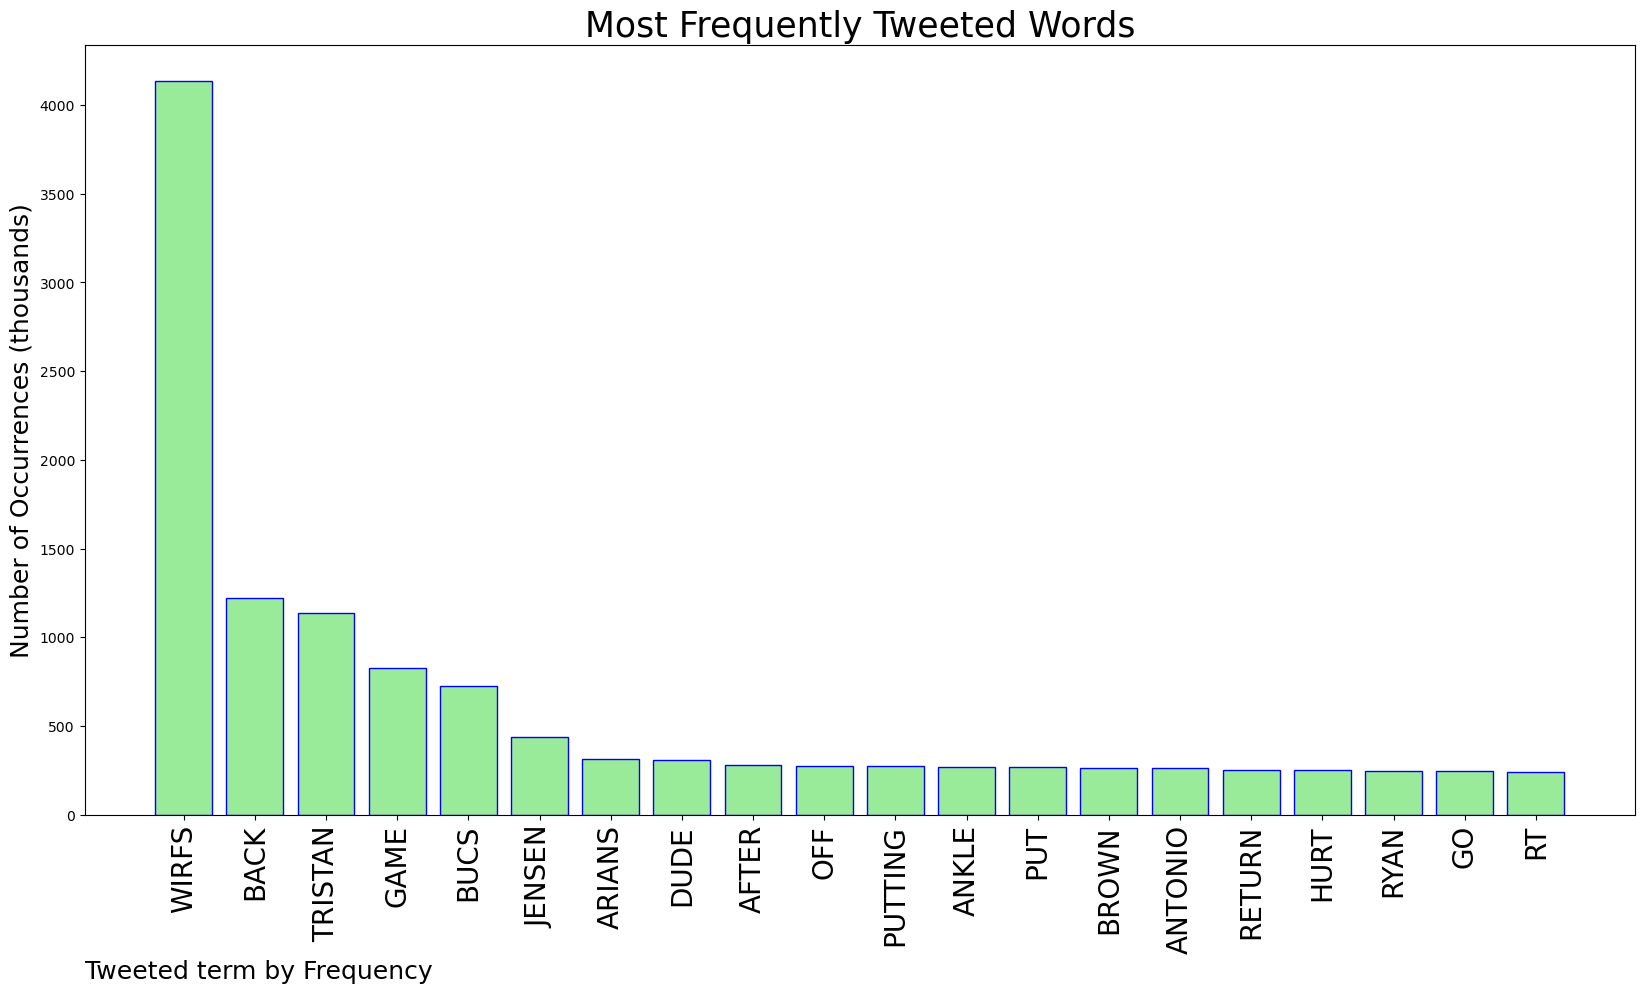 Most Frequently Tweeted Words
Number of Occurrences (thousands)
4000
3500
3000
2500
2000
1500
1000
500
0
WIRFS
BACK
TRISTAN
GAME
BUCS
JENSEN
ARIANS
DUDE
AFTER
OFF
PUTTING
ANKLE
PUT
BROWN
ANTONIO
RETURN
HURT
RYAN
GO
RT
Tweeted term by Frequency